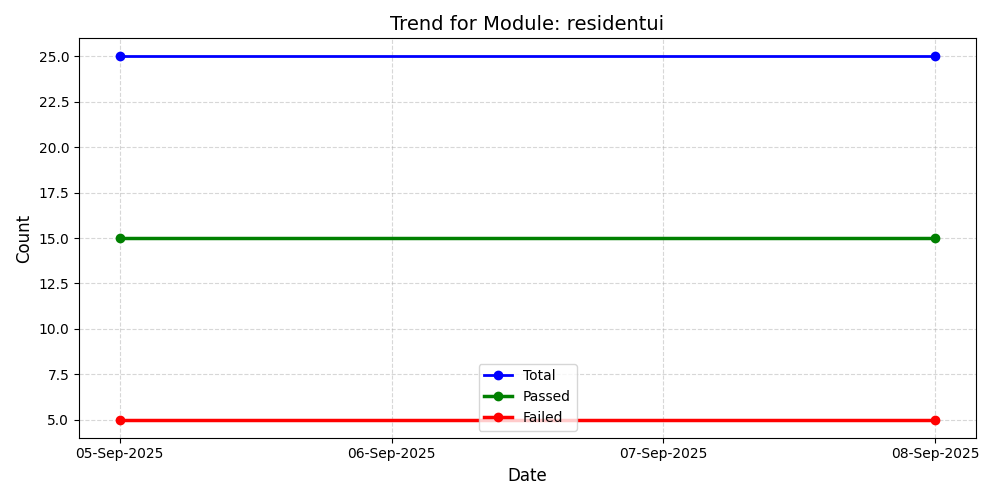 Trend for Module: residentui
Count
25.0
22.5
20.0
17.5
15.0
12.5
10.0
7.5
5.0
Total
Passed
Failed
05-Sep-2025 06-Sep-2025 07-Sep-2025 08-Sep-2025
Date